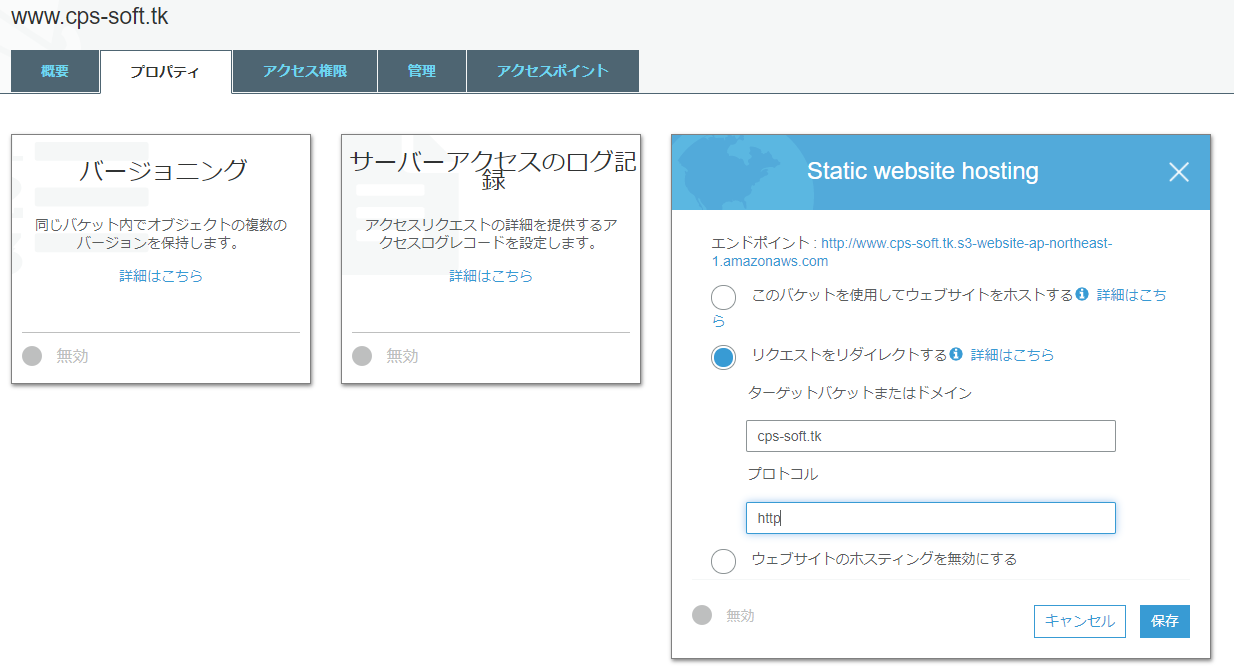 www.cps-soft.tk
概要
プロパティ
アクセス権限
管理
アクセスポイント
バージョニング
同じバケット内でオブジェクトの複数の
バージョンを保持します。
詳細はこちら
無効
サーバーアクセスのログ記
録
アクセスリクエストの詳細を提供するア
クセスログレコードを設定します。
詳細はこちら
無効
Static website hosting
エンドポイント : http://www.cps-soft.tk.s3-website-ap-northeast-
1.amazonaws.com
このバケットを使用してウェブサイトをホストする 詳細はこち
ら
リクエストをリダイレクトする 詳細はこちら
ターゲットバケットまたはドメイン
cps-soft.tk
プロトコル
http
ウェブサイトのホスティングを無効にする
無効
キャンセル
保存